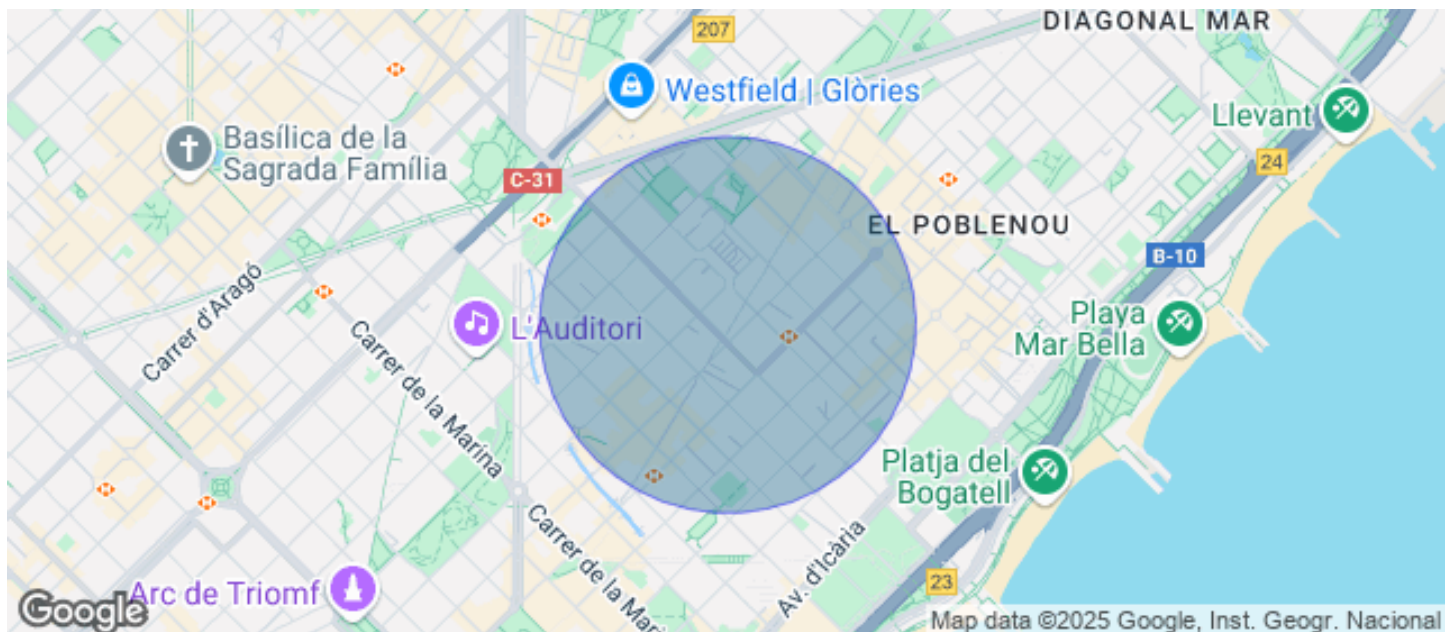 DIAGONAL MAR
207
Westfield | Glòries
Llevant
Basílica de la
Sagrada Família
24
C-31
EL POBLENOU
B-10
Carrer d'Aragó
L'Auditori
Playa
Mar Bella
Carrer de la Marina
Platja del
Bogatell
Carrer de la Mari
Av. d'Icària
23
Arc de Triomf
Google
Map data ©2025 Google, Inst. Geogr. Nacional